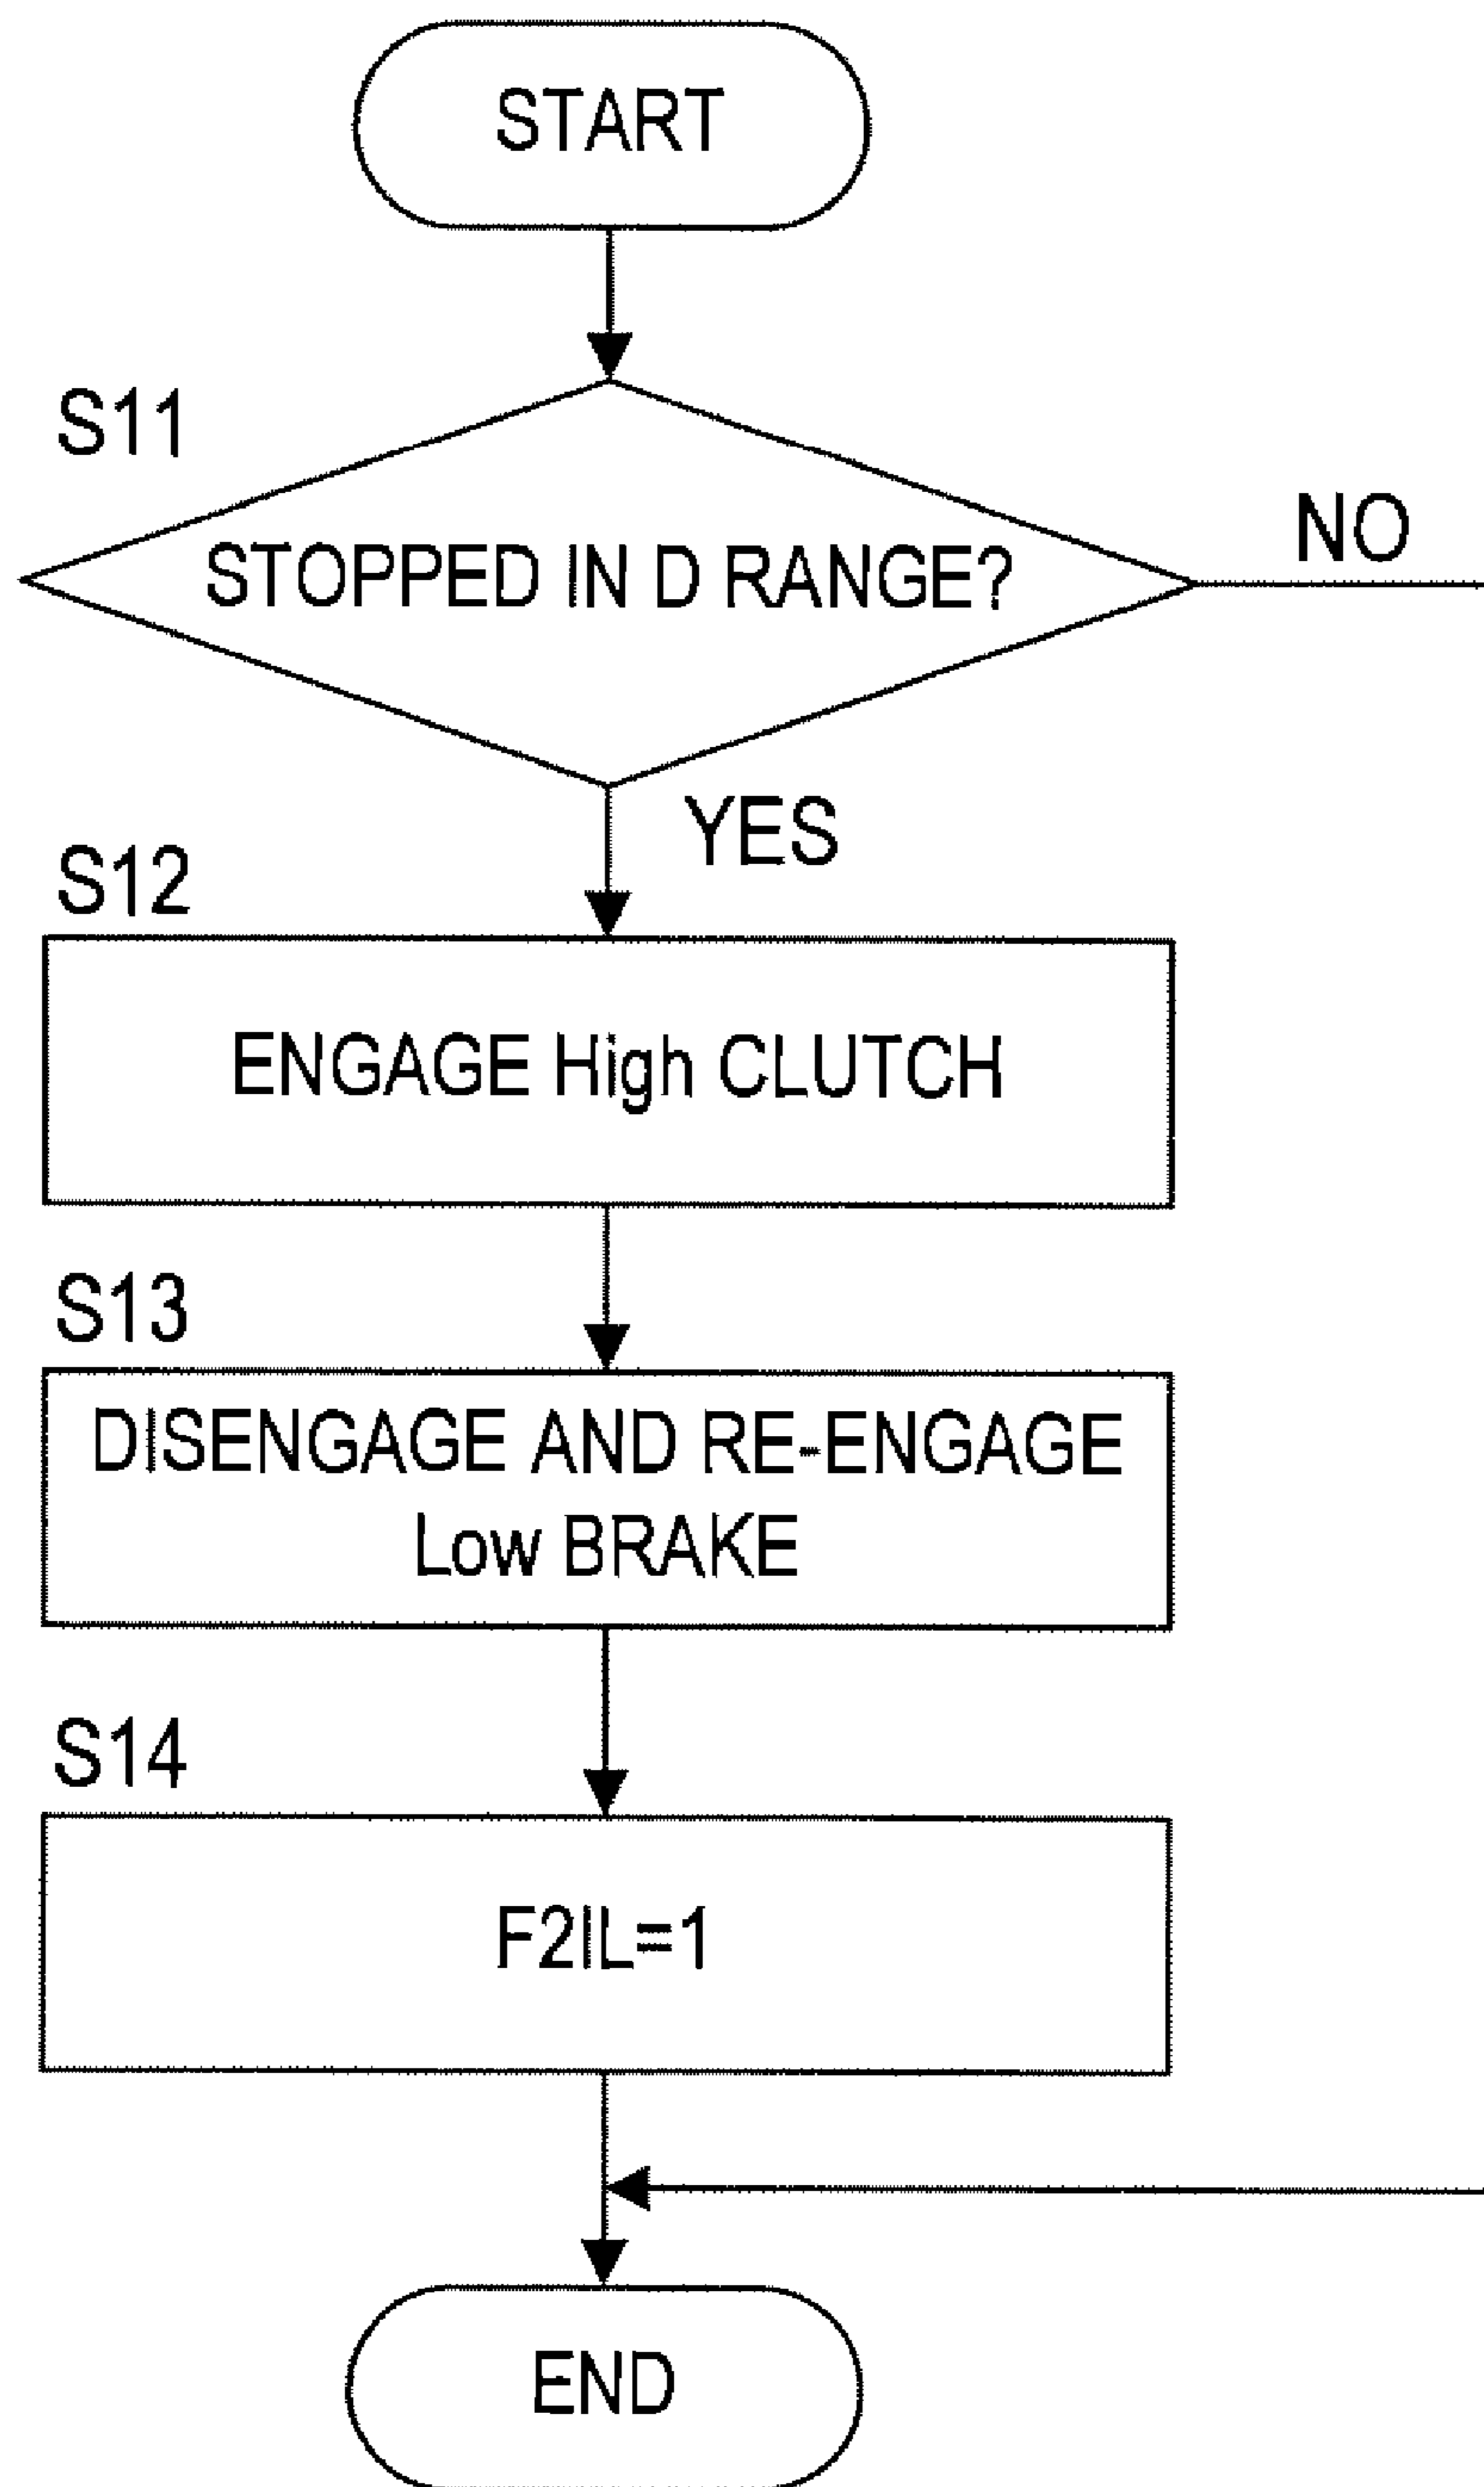 START
S11
STOPPED IN D RANGE?
NO
YES
S12
ENGAGE High CLUTCH
S13
DISENGAGE AND RE-ENGAGE
Low BRAKE
S14
F2IL=1
END